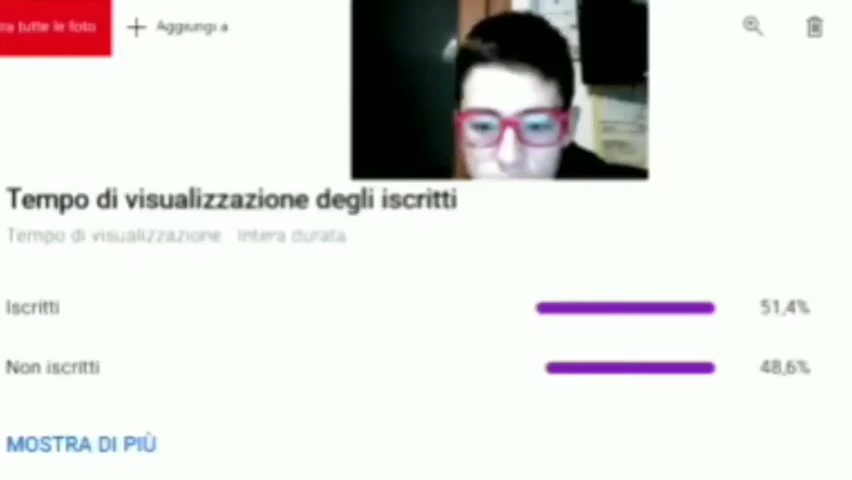 ra tutte le foto
Aggiungi a
Tempo di visualizzazione degli iscritti
Tempo di visualizzazione Intera durata
Iscritti 51,4%
Non iscritti 48,6%
MOSTRA DI PIÙ